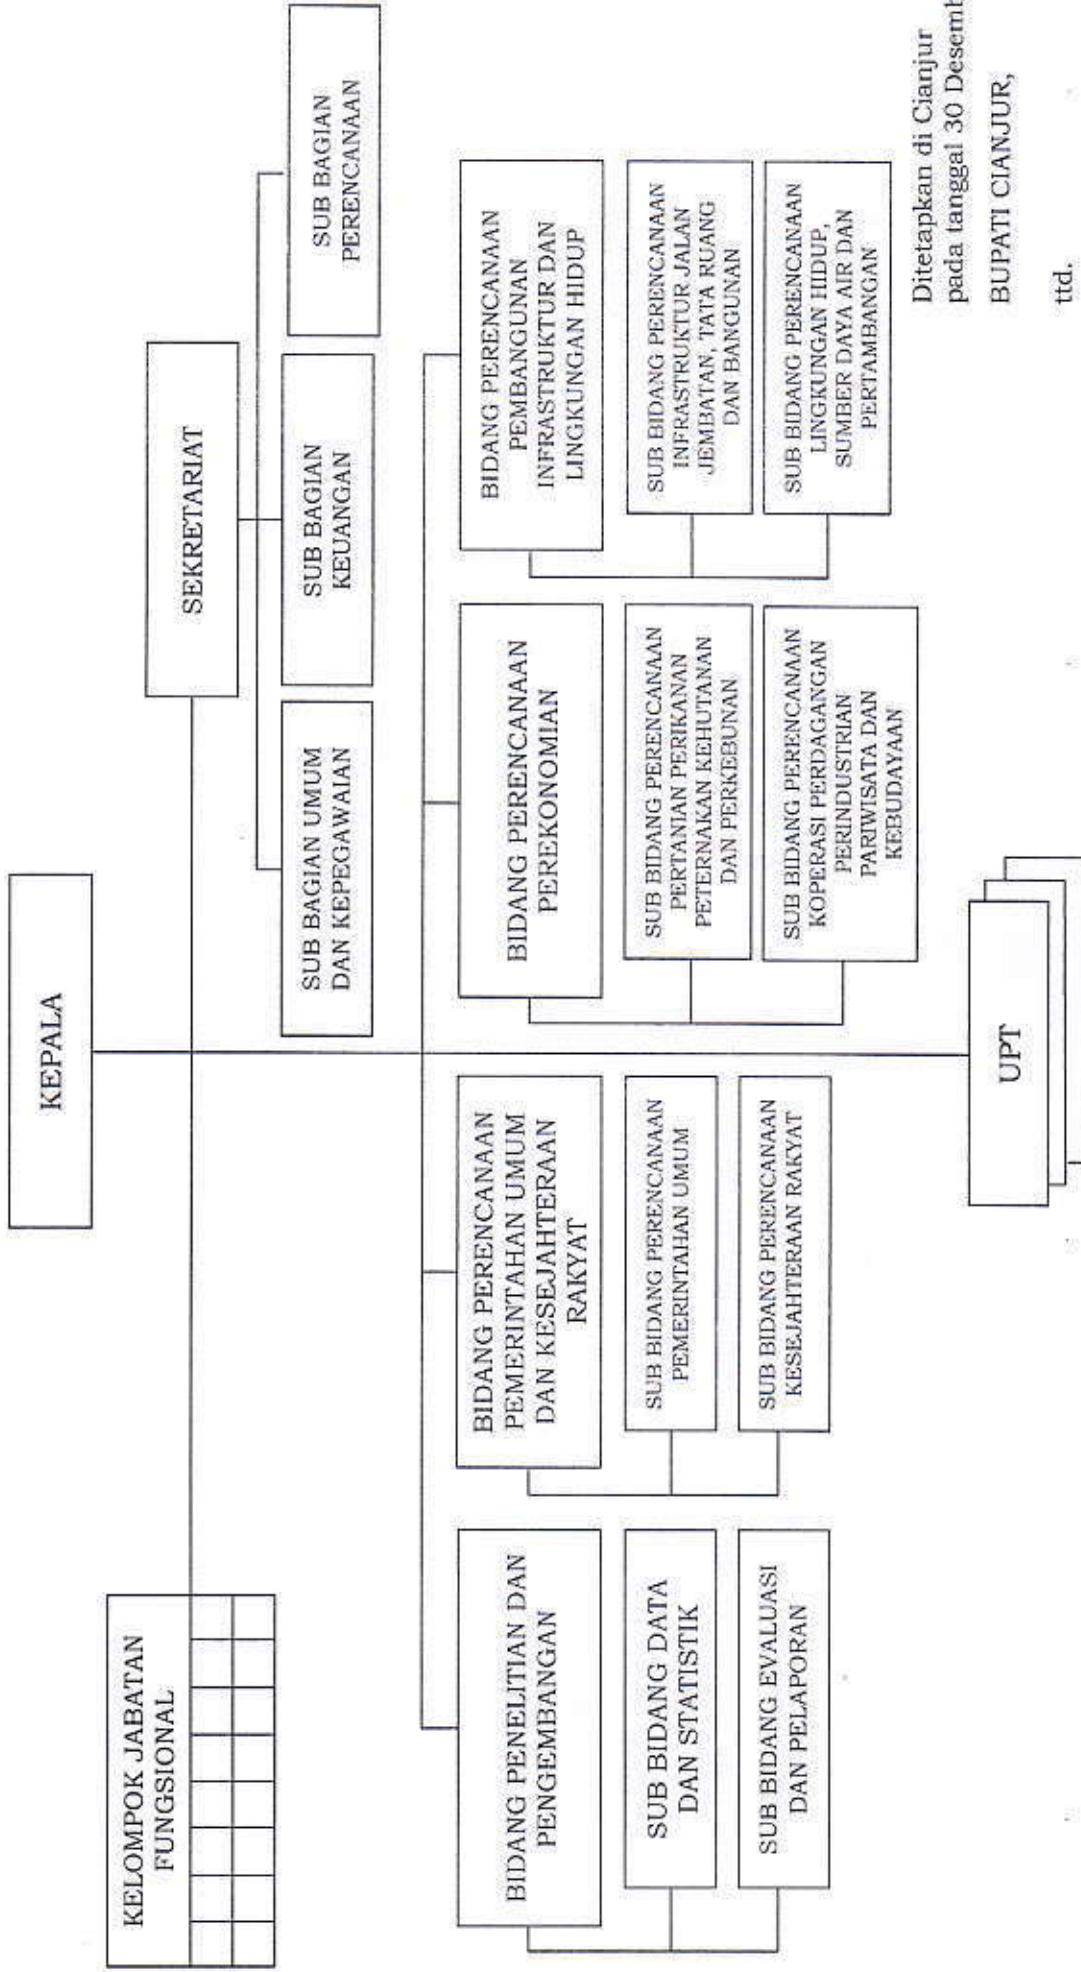 KEPALA
KELOMPOK JABATAN
FUNGSIONAL
SEKRETARIAT
SUB BAGIAN UMUM
DAN KEPEGAWAIAN
SUB BAGIAN
KEUANGAN
SUB BAGIAN
PERENCANAAN
BIDANG PENELITIAN DAN
PENGEMBANGAN
SUB BIDANG DATA
DAN STATISTIK
SUB BIDANG EVALUASI
DAN PELAPORAN
BIDANG PERENCANAAN
PEMERINTAHAN UMUM
DAN KESEJAHTERAAN
RAKYAT
SUB BIDANG PERENCANAAN
PEMERINTAHAN UMUM
SUB BIDANG PERENCANAAN
KESEJAHTERAAN RAKYAT
BIDANG PERENCANAAN
PEREKONOMIAN
SUB BIDANG PERENCANAAN
PERTANIAN PERIKANAN
PETERNAKAN KEHUTANAN
DAN PERKEBUNAN
SUB BIDANG PERENCANAAN
KOPERASI PERDAGANGAN
PERINDUSTRIAN
PARIWISATA DAN
KEBUDAYAAN
BIDANG PERENCANAAN
PEMBANGUNAN
INFRASTRUKTUR DAN
LINGKUNGAN HIDUP
SUB BIDANG PERENCANAAN
INFRASTRUKTUR JALAN
JEMBATAN, TATA RUANG
DAN BANGUNAN
SUB BIDANG PERENCANAAN
LINGKUNGAN HIDUP,
SUMBER DAYA AIR DAN
PERTAMBANGAN
UPT
Ditetapkan di Cianjur
pada tanggal 30 Desemb
BUPATI CIANJUR,
ttd.